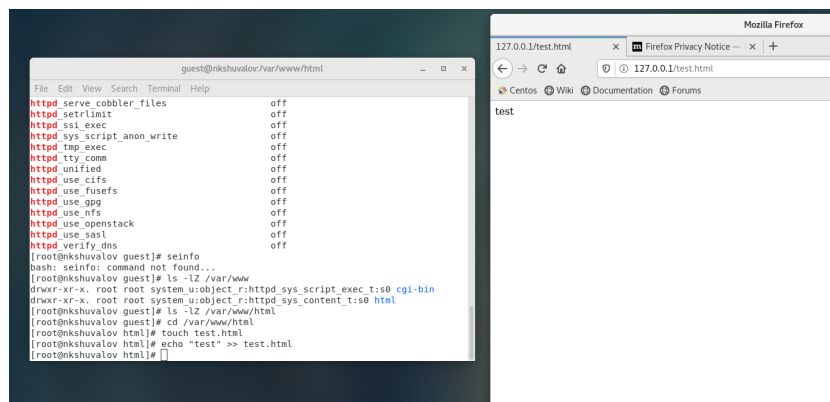 guest@nkshuvalov:/var/www/html
File Edit View Search Terminal Help
httpd_serve_cobbler_files off
httpd_setrlimit off
httpd_ssi_exec off
httpd_sys_script_anon_write off
httpd_tmp_exec off
httpd_tty_comm off
httpd_unified off
httpd_use_cifs off
httpd_use_fusefs off
httpd_use_gpg off
httpd_use_nfs off
httpd_use_openstack off
httpd_use_sasl off
httpd_verify_dns off
[root@nkshuvalov guest]# seinfo
bash: seinfo: command not found...
[root@nkshuvalov guest]# ls -lZ /var/www
drwxr-xr-x. root root system_u:object_r:httpd_sys_script_exec_t:s0 cgi-bin
drwxr-xr-x. root root system_u:object_r:httpd_sys_content_t:s0 html
[root@nkshuvalov guest]# ls -lZ /var/www/html
[root@nkshuvalov guest]# cd /var/www/html
[root@nkshuvalov html]# touch test.html
[root@nkshuvalov html]# echo "test" >> test.html
[root@nkshuvalov html]#
Mozilla Firefox
127.0.0.1/test.html Firefox Privacy Notice —
127.0.0.1/test.html
Centos Wiki Documentation Forums
test